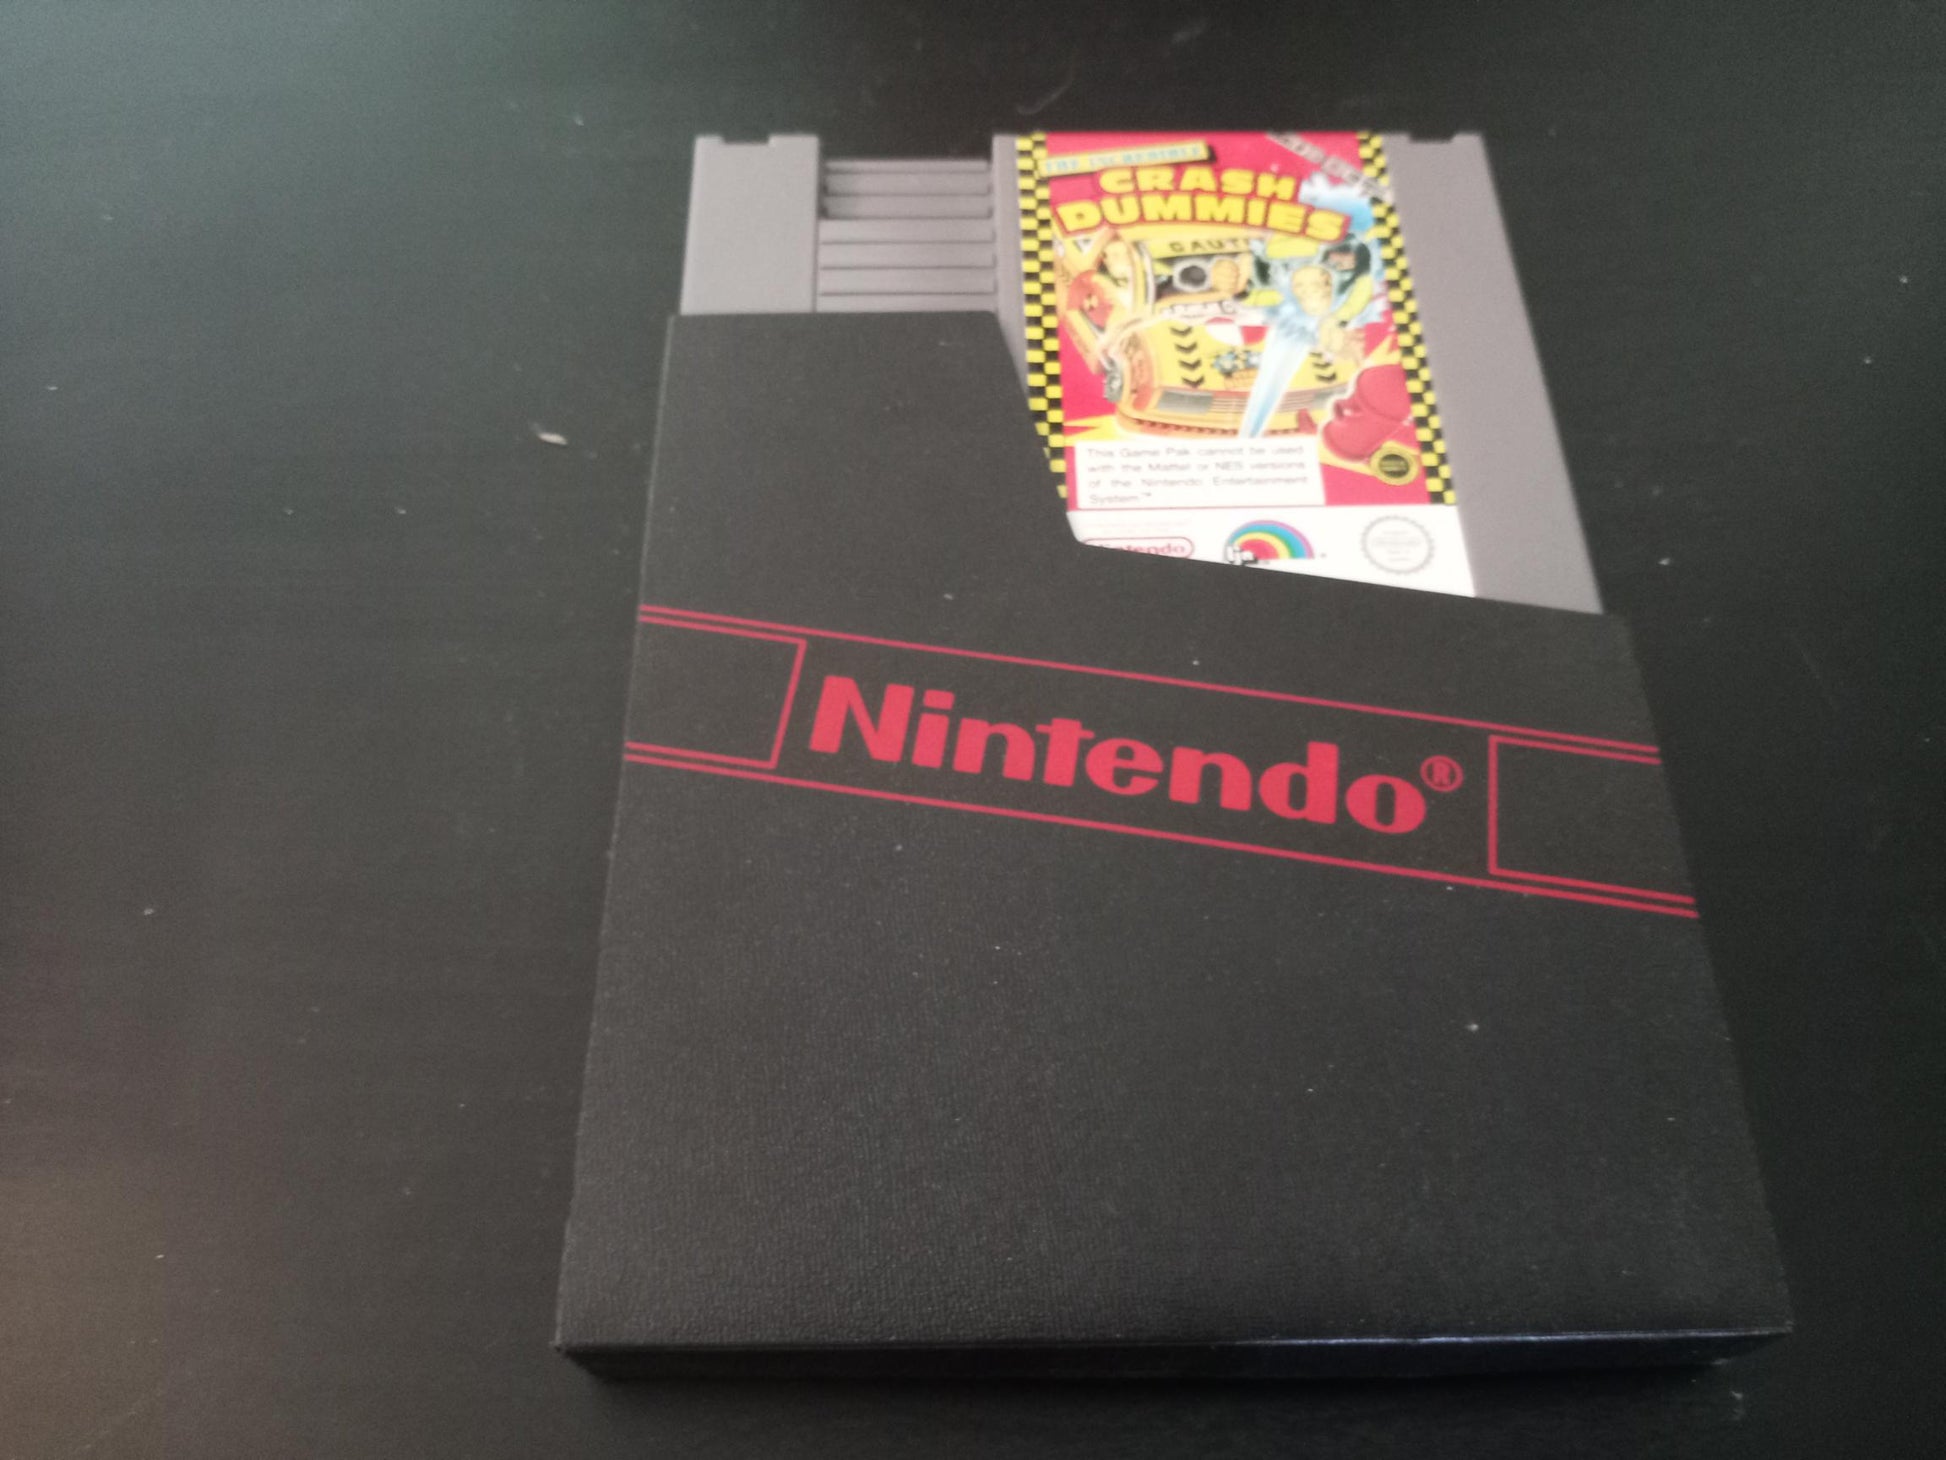 THE INCREDIBLE
CRASH
DUMMIES
This Game Pak cannot be used
with the Mattel or NES versions
of the Nintendo Entertainment
System.™
Nintendo
ljn
Nintendo®